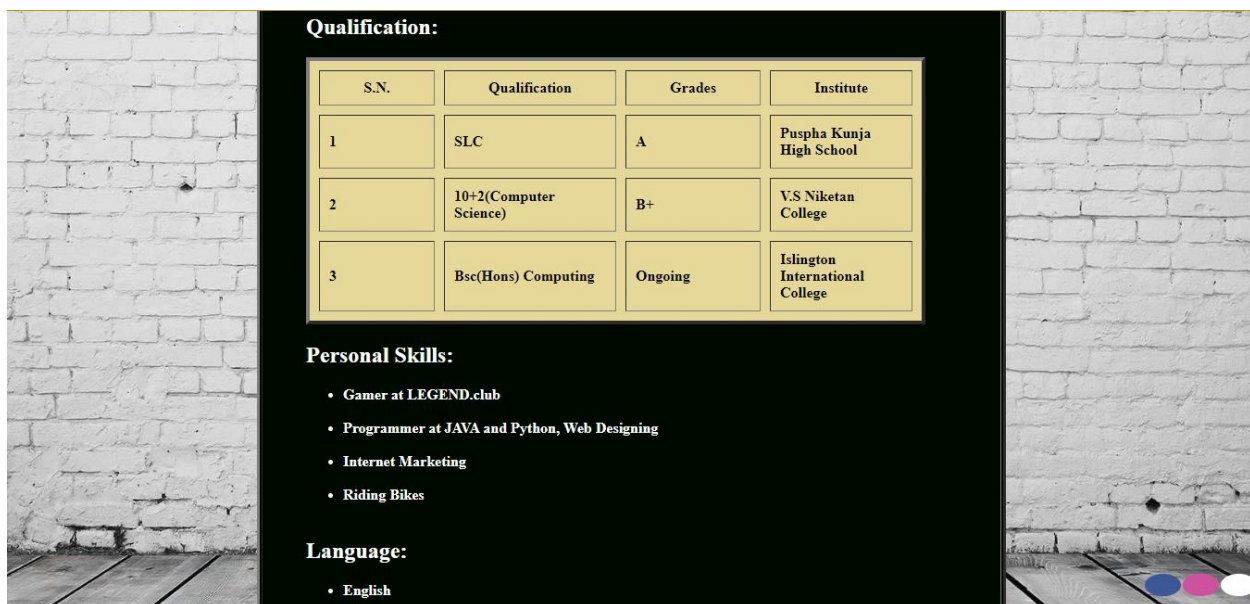 Qualification:
S.N. Qualification Grades Institute
1 SLC A Puspha Kunja
High School
2 10+2(Computer
Science) B+ V.S Niketan
College
3 Bsc(Hons) Computing Ongoing Islington
International
College
Personal Skills:
• Gamer at LEGEND.club
• Programmer at JAVA and Python, Web Designing
• Internet Marketing
• Riding Bikes
Language:
• English